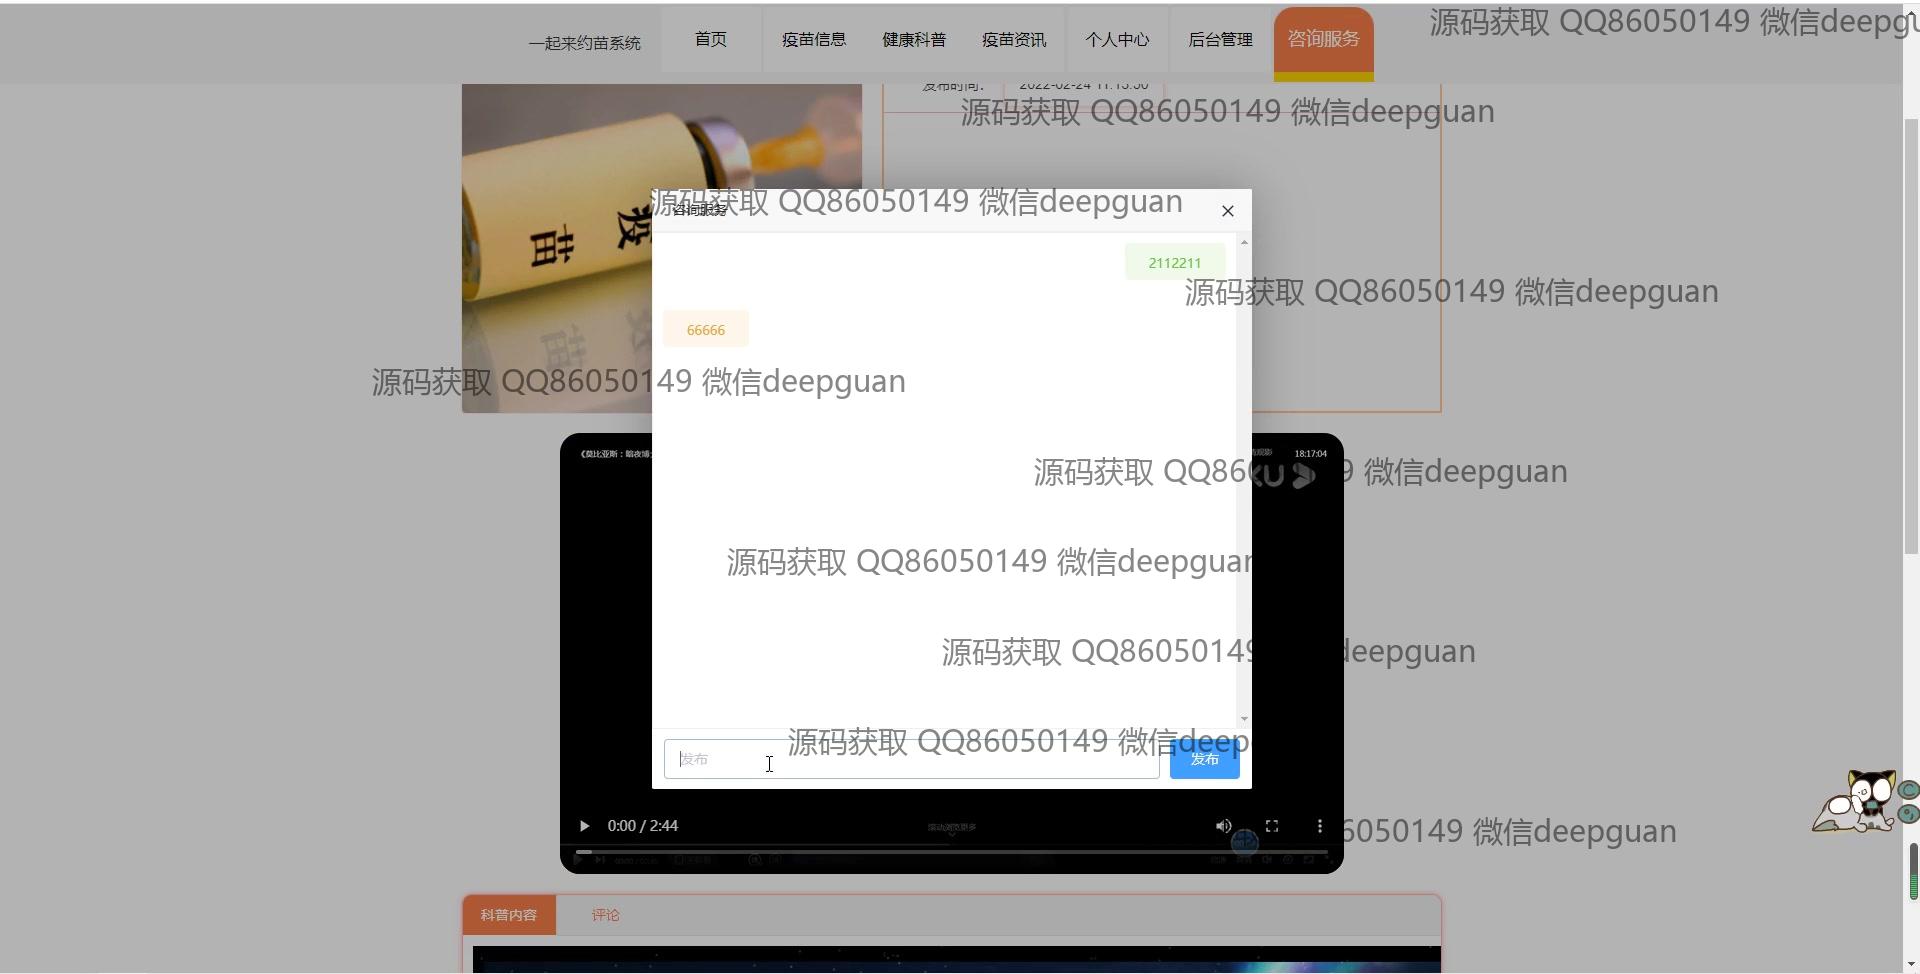 一起来约苗系统
首页
疫苗信息
健康科普
疫苗资讯
个人中心
后台管理
咨询服务
源码获取 QQ86050149 微信deepgu
发布时间: 2022-02-24 11:13:50
源码获取 QQ86050149 微信deepguan
源码获取 QQ86050149 微信deepguan
咨询服务
2112211
疫
苗
源码获取 QQ86050149 微信deepguan
66666
源码获取 QQ86050149 微信deepguan
《莫比亚斯：暗夜博
18:17:04
源码获取 QQ86 9 微信deepguan
源码获取 QQ86050149 微信deepguan
源码获取 QQ86050149 deepguan
源码获取 QQ86050149 微信deep
发布
发布
0:00 / 2:44
滚动浏览更多
6050149 微信deepguan
科普内容
评论